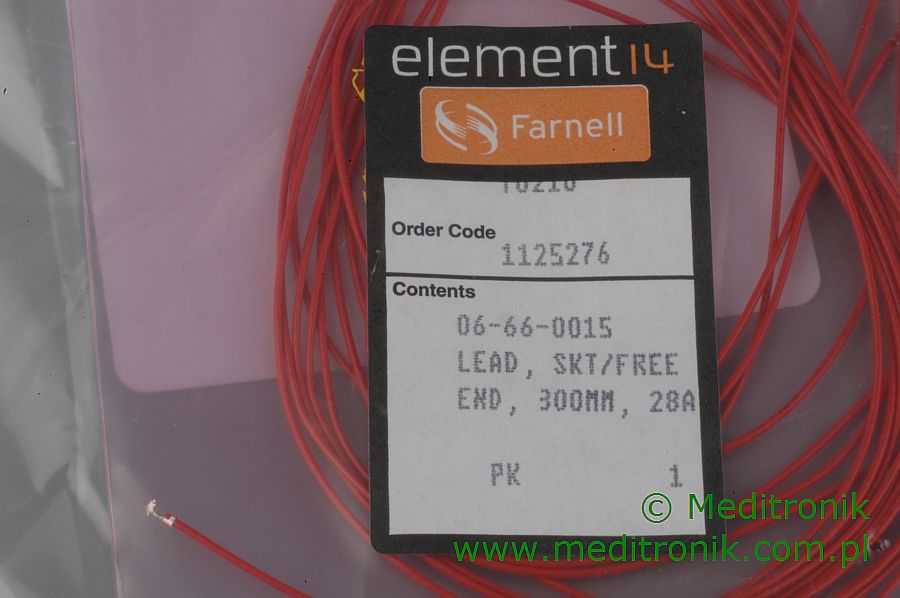 element14
Farnell
Order Code
1125276
Contents
06-66-0015
LEAD, SKT/FREE
END, 300MM, 28A
PK 1
© Meditronik
www.meditronik.com.pl